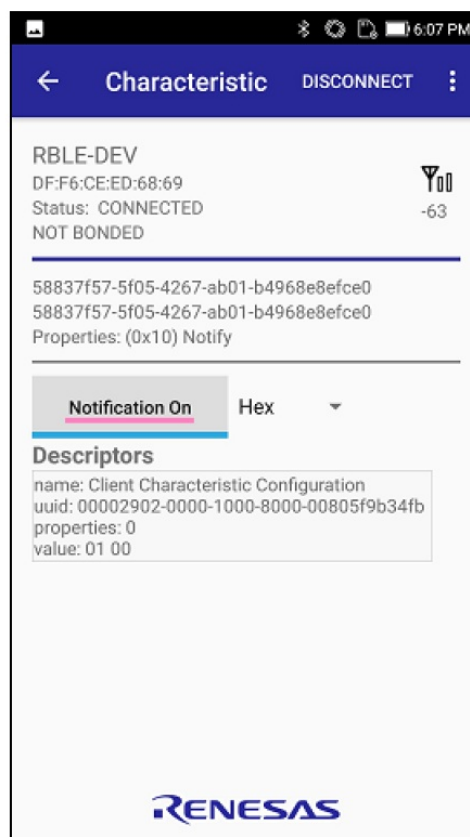 6:07 PM
Characteristic DISCONNECT
RBLE-DEV
DF:F6:CE:ED:68:69
Status: CONNECTED
-63
NOT BONDED
58837f57-5f05-4267-ab01-b4968e8efce0
58837f57-5f05-4267-ab01-b4968e8efce0
Properties: (0x10) Notify
Notification On Hex
Descriptors
name: Client Characteristic Configuration
uuid: 00002902-0000-1000-8000-00805f9b34fb
properties: 0
value: 01 00
RENESAS